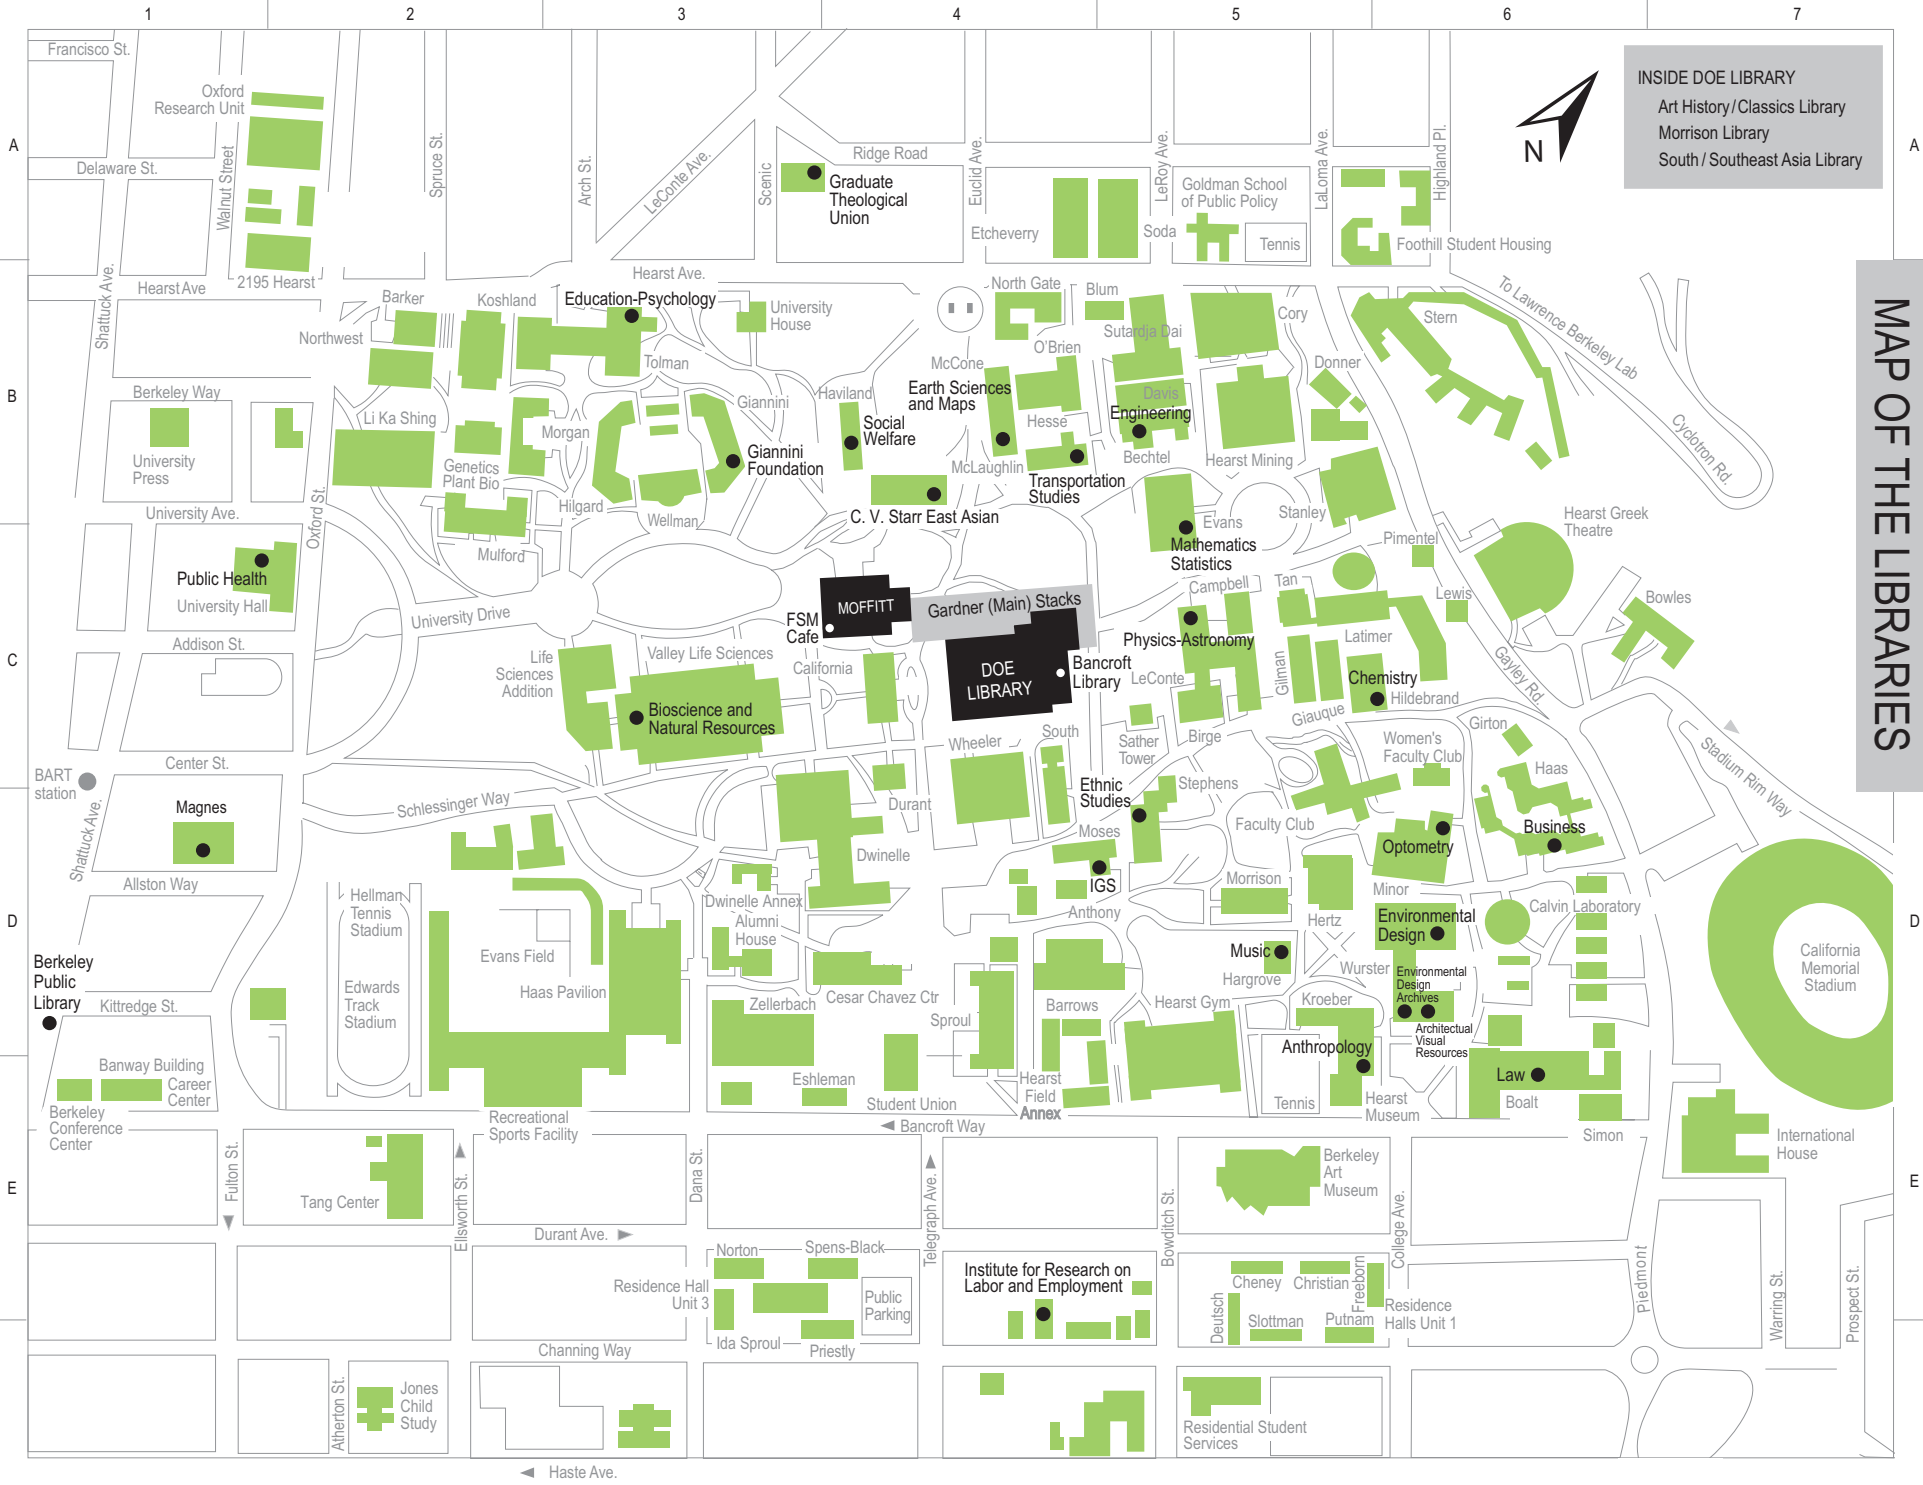 1 2 3 4 5 6 7
Francisco St.
Oxford
Research Unit
Delaware St.
Walnut Street
Spruce St.
Arch St.
LeConte Ave.
Scenic
Ridge Road
Graduate
Theological
Union
Euclid Ave.
LeRoy Ave.
Etcheverry
Soda
Goldman School
of Public Policy
Tennis
LaLoma Ave.
Highland Pl.
Foothill Student Housing
N
INSIDE DOE LIBRARY
Art History/Classics Library
Morrison Library
South / Southeast Asia Library
A
A
MAP OF THE LIBRARIES
2195 Hearst
Hearst Ave
Shattuck Ave.
Hearst Ave.
Barker
Koshland
Education-Psychology
University
House
Northwest
Tolman
North Gate
Blum
Sutardja Dai
Cory
O'Brien
McCone
Donner
Stern
To Lawrence Berkeley Lab
Cyclotron Rd.
B
Berkeley Way
Li Ka Shing
Morgan
Giannini
Haviland
Earth Sciences
and Maps
Social
Welfare
Giannini
Foundation
Hesse
Davis
Engineering
Bechtel
Hearst Mining
University
Press
Genetics
Plant Bio
McLaughlin
Transportation
Studies
University Ave.
Oxford St.
Hilgard
Wellman
Mulford
C. V. Starr East Asian
Evans
Mathematics
Statistics
Stanley
Pimentel
Hearst Greek
Theatre
Public Health
University Hall
University Drive
Addison St.
FSM
Cafe
MOFFITT
Gardner (Main) Stacks
DOE
LIBRARY
Bancroft
Library
Campbell
Tan
Physics-Astronomy
LeConte
Gilman
Latimer
Lewis
Bowles
Chemistry
Hildebrand
Giauque
Gayley Rd.
C
Life
Sciences
Addition
Valley Life Sciences
California
Bioscience and
Natural Resources
Wheeler
South
Sather
Tower
Birge
Women's
Faculty Club
Girton
Haas
Stadium Rim Way
Center St.
BART
station
Shattuck Ave.
Magnes
Schlessinger Way
Durant
Ethnic
Studies
Stephens
Moses
Dwinelle
Faculty Club
Optometry
Business
Allston Way
Hellman
Tennis
Stadium
Dwinelle Annex
Alumni
House
IGS
Anthony
Morrison
Hertz
Minor
Calvin Laboratory
Environmental
Design
D
D
Berkeley
Public
Library
Kittredge St.
Edwards
Track
Stadium
Evans Field
Haas Pavilion
Zellerbach
Cesar Chavez Ctr
Sproul
Barrows
Hearst Gym
Music
Hargrove
Kroeber
Wurster
Environmental
Design
Archives
Architectual
Visual
Resources
California
Memorial
Stadium
Anthropology
Law
Boalt
Banway Building
Career
Center
Berkeley
Conference
Center
Recreational
Sports Facility
Eshleman
Student Union
Hearst
Field
Annex
Tennis
Hearst
Museum
Simon
Bancroft Way
International
House
E
E
Fulton St.
Tang Center
Ellsworth St.
Dana St.
Telegraph Ave.
Bowditch St.
Berkeley
Art
Museum
College Ave.
Durant Ave.
Norton
Spens-Black
Residence Hall
Unit 3
Public
Parking
Ida Sproul
Priestly
Institute for Research on
Labor and Employment
Cheney
Christian
Freeborn
Deutsch
Slottman
Putnam
Residence
Halls Unit 1
Piedmont
Warring St.
Prospect St.
Channing Way
Atherton St.
Jones
Child
Study
Residential Student
Services
Haste Ave.